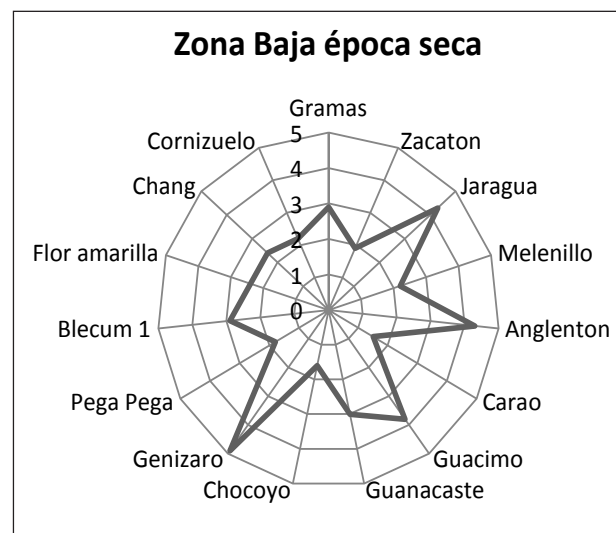 Zona Baja época seca
Gramas
Zacaton
Jaragua
Melenillo
Anglenton
Carao
Guacimo
Guanacaste
Chocoyo
Genizaro
Pega Pega
Blecum 1
Flor amarilla
Chang
Cornizuelo
5
4
3
2
1
0